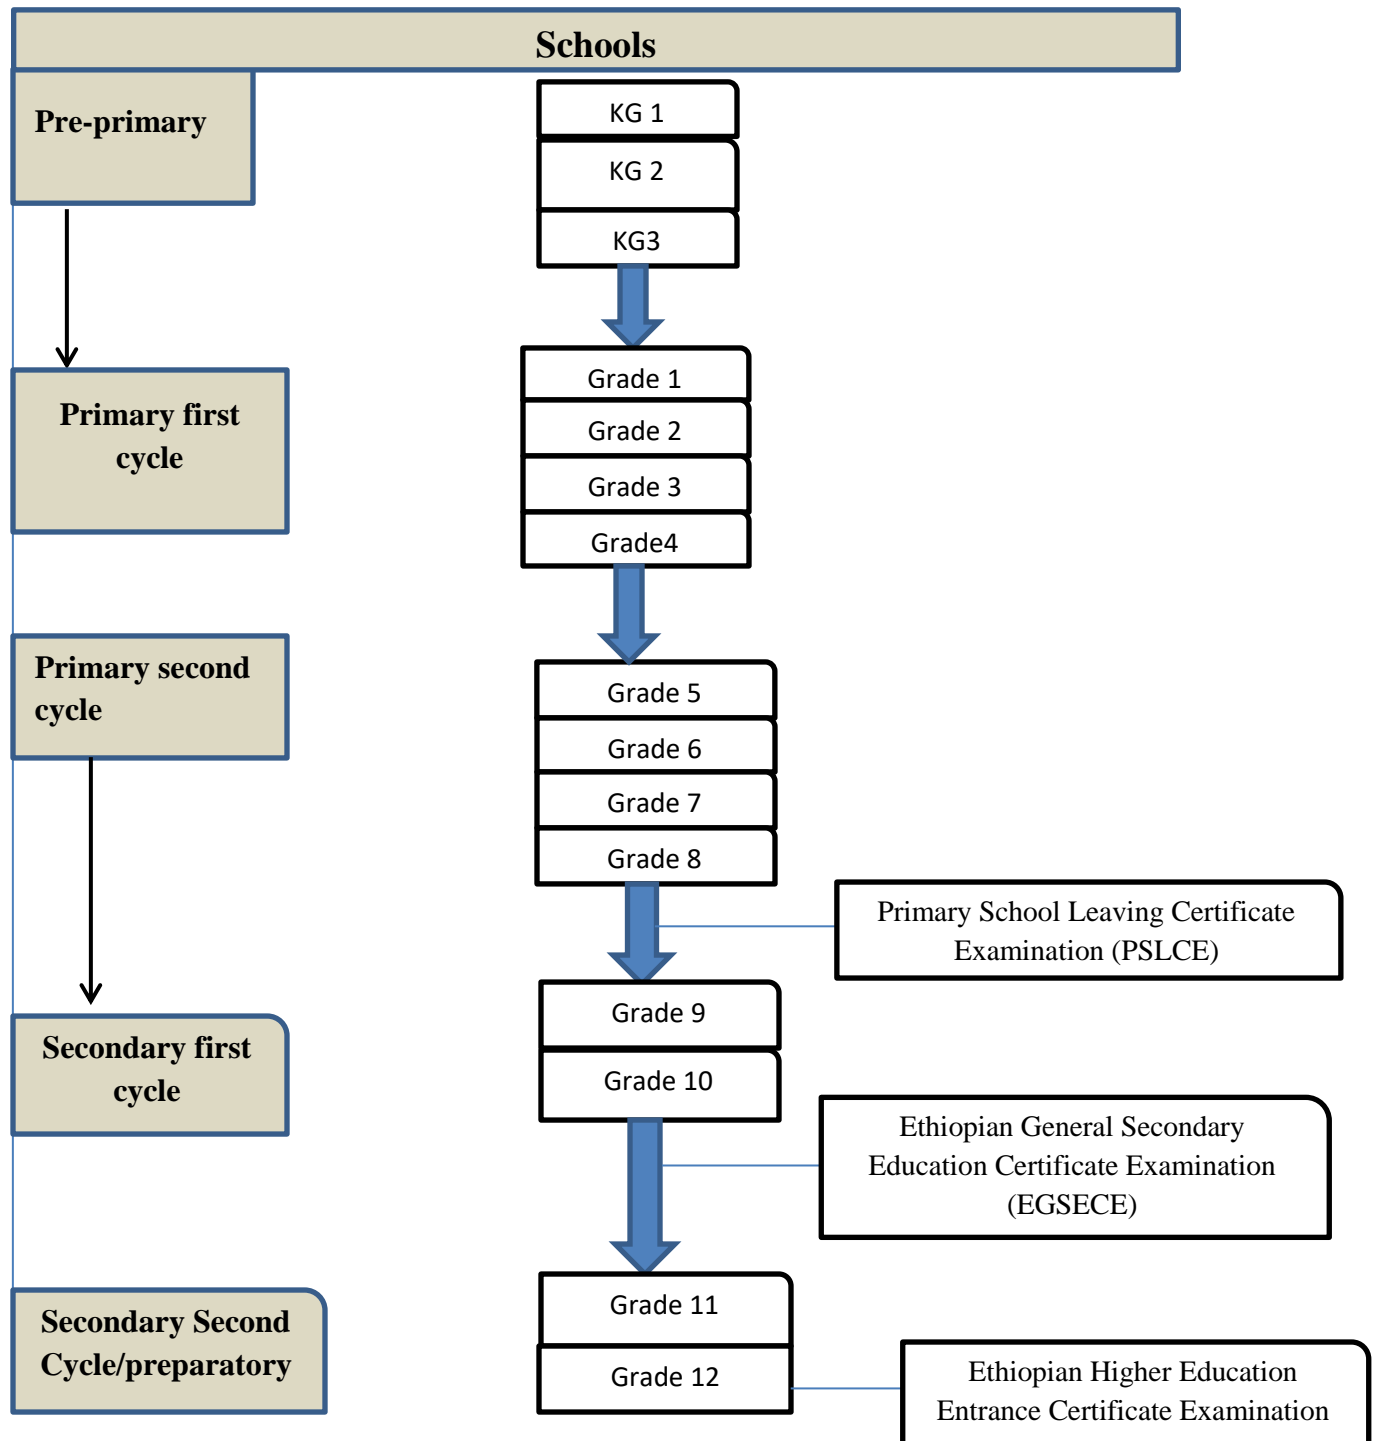 Schools
Pre-primary
KG 1
KG 2
KG3
Primary first
cycle
Grade 1
Grade 2
Grade 3
Grade4
Primary second
cycle
Grade 5
Grade 6
Grade 7
Grade 8
Primary School Leaving Certificate
Examination (PSLCE)
Secondary first
cycle
Grade 9
Grade 10
Ethiopian General Secondary
Education Certificate Examination
(EGSECE)
Secondary Second
Cycle/preparatory
Grade 11
Grade 12
Ethiopian Higher Education
Entrance Certificate Examination